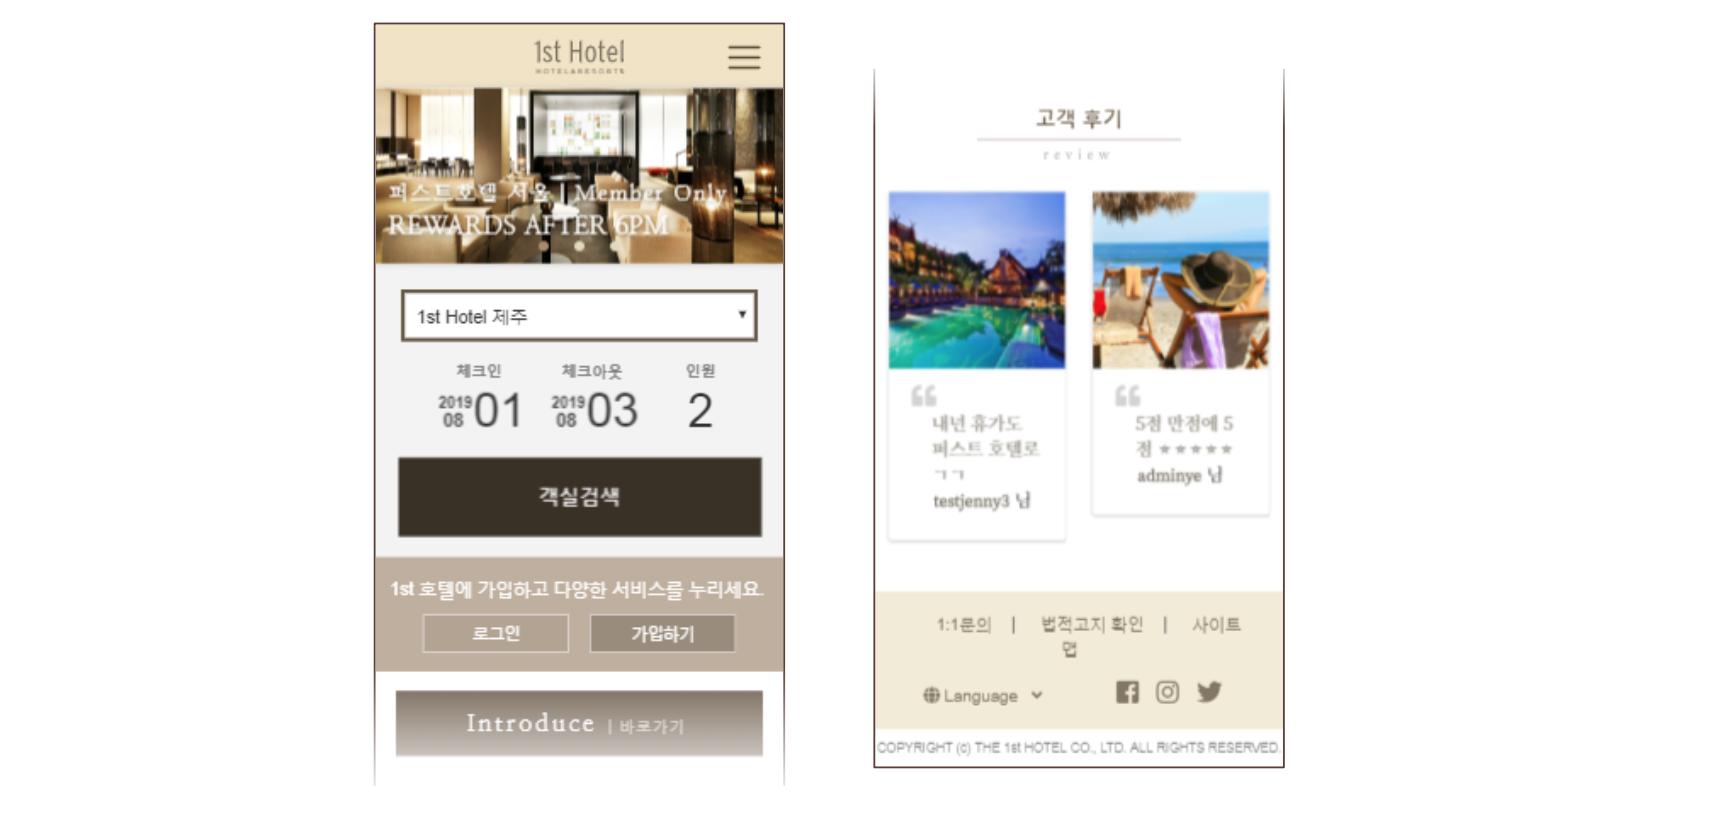 1st Hotel
HOTEL&RESORTS
퍼스트호텔 서울 | Member Only
REWARDS AFTER 6PM
1st Hotel 제주
체크인 체크아웃 인원
2019 08 01 2019 08 03 2
객실검색
1st 호텔에 가입하고 다양한 서비스를 누리세요.
로그인 가입하기
Introduce | 바로가기
고객 후기
review
내년 휴가도
퍼스트 호텔로
ㄱㄱ
testjenny3 님
5점 만점에 5
점 ★★★★★
adminye 님
1:1문의 | 법적고지 확인 | 사이트
맵
Language
COPYRIGHT (c) THE 1st HOTEL CO., LTD. ALL RIGHTS RESERVED.